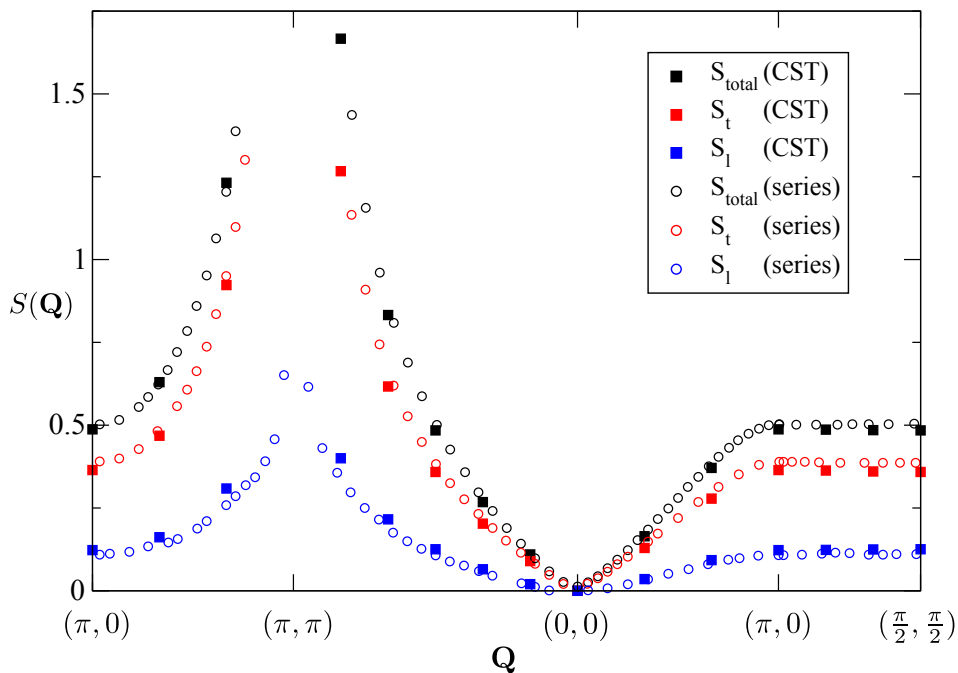 1.5
1
0.5
0
S(Q)
S_total (CST)
S_t (CST)
S_l (CST)
S_total (series)
S_t (series)
S_l (series)
(π, 0)
(π, π)
(0, 0)
(π, 0)
(π/2, π/2)
Q